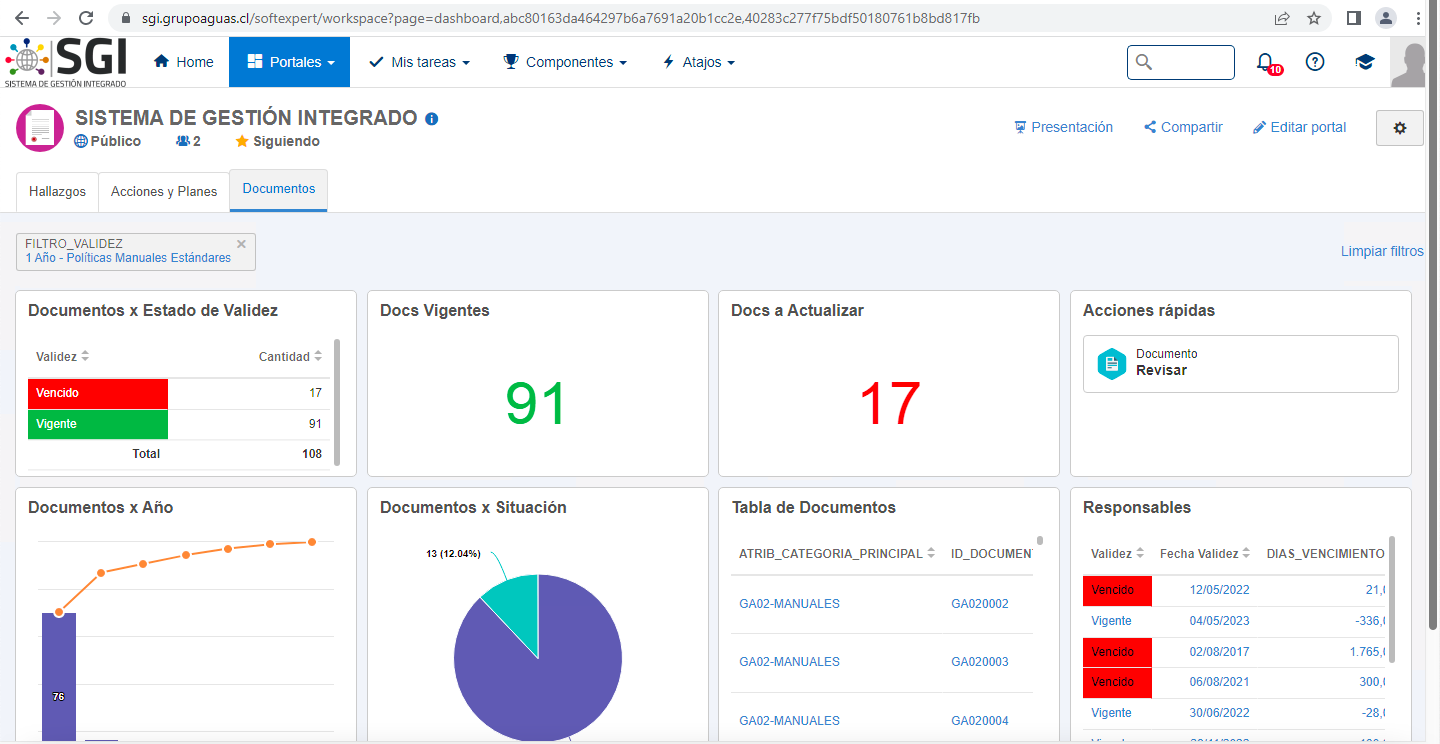 sgi.grupoaguas.cl/softexpert/workspace?page=dashboard,abc80163da464297b6a7691a20b1cc2e,40283c277f75bdf50180761b8bd817fb
SGI
SISTEMA DE GESTIÓN INTEGRADO
Home
Portales
Mis tareas
Componentes
Atajos
10
SISTEMA DE GESTIÓN INTEGRADO
Público
2
Siguiendo
Presentación
Compartir
Editar portal
Hallazgos
Acciones y Planes
Documentos
FILTRO_VALIDEZ
1 Año - Políticas Manuales Estándares
Limpiar filtros
Documentos x Estado de Validez
Validez Cantidad
Vencido 17
Vigente 91
Total 108
Docs Vigentes
91
Docs a Actualizar
17
Acciones rápidas
Documento
Revisar
Documentos x Año
76
Documentos x Situación
13 (12.04%)
Tabla de Documentos
ATRIB_CATEGORIA_PRINCIPAL ID_DOCUMEN
GA02-MANUALES GA020002
GA02-MANUALES GA020003
GA02-MANUALES GA020004
Responsables
Validez Fecha Validez DIAS_VENCIMIENTO
Vencido 12/05/2022 21,
Vigente 04/05/2023 -336,
Vencido 02/08/2017 1.765,
Vencido 06/08/2021 300,
Vigente 30/06/2022 -28,